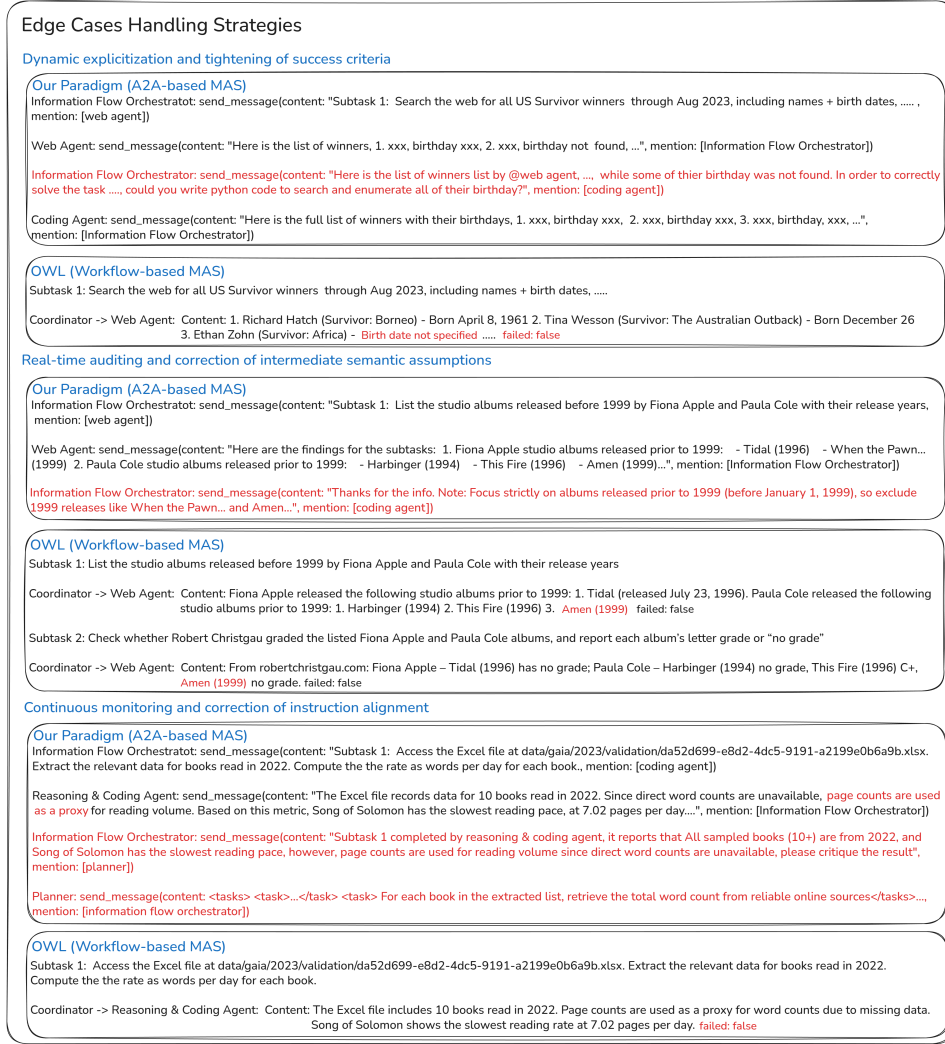 Edge Cases Handling Strategies
Dynamic explicitization and tightening of success criteria
Our Paradigm (A2A-based MAS)
Information Flow Orchestratot: send_message(content: "Subtask 1:  Search the web for all US Survivor winners  through Aug 2023, including names + birth dates, ..... ,
mention: [web agent])
Web Agent: send_message(content: "Here is the list of winners, 1. xxx, birthday xxx, 2. xxx, birthday not  found, ...", mention: [Information Flow Orchestrator])
Information Flow Orchestrator: send_message(content: "Here is the list of winners list by @web agent, ...,  while some of thier birthday was not found. In order to correctly
solve the task ...., could you write python code to search and enumerate all of their birthday?", mention: [coding agent])
Coding Agent: send_message(content: "Here is the full list of winners with their birthdays, 1. xxx, birthday xxx,  2. xxx, birthday xxx, 3. xxx, birthday, xxx, ...",
mention: [Information Flow Orchestrator])
OWL (Workflow-based MAS)
Subtask 1: Search the web for all US Survivor winners  through Aug 2023, including names + birth dates, .....
Coordinator -> Web Agent:  Content: 1. Richard Hatch (Survivor: Borneo) - Born April 8, 1961 2. Tina Wesson (Survivor: The Australian Outback) - Born December 26
3. Ethan Zohn (Survivor: Africa) -  Birth date not specified  .....  failed: false
Real-time auditing and correction of intermediate semantic assumptions
Our Paradigm (A2A-based MAS)
Information Flow Orchestratot: send_message(content: "Subtask 1:  List the studio albums released before 1999 by Fiona Apple and Paula Cole with their release years,
mention: [web agent])
Web Agent: send_message(content: "Here are the findings for the subtasks:  1. Fiona Apple studio albums released prior to 1999:    - Tidal (1996)    - When the Pawn...
(1999)  2. Paula Cole studio albums released prior to 1999:    - Harbinger (1994)    - This Fire (1996)    - Amen (1999)...", mention: [Information Flow Orchestrator])
Information Flow Orchestrator: send_message(content: "Thanks for the info. Note: Focus strictly on albums released prior to 1999 (before January 1, 1999), so exclude
1999 releases like When the Pawn... and Amen...", mention: [coding agent])
OWL (Workflow-based MAS)
Subtask 1: List the studio albums released before 1999 by Fiona Apple and Paula Cole with their release years
Coordinator -> Web Agent:  Content: Fiona Apple released the following studio albums prior to 1999: 1. Tidal (released July 23, 1996). Paula Cole released the following
studio albums prior to 1999: 1. Harbinger (1994) 2. This Fire (1996) 3.  Amen (1999)  failed: false
Subtask 2: Check whether Robert Christgau graded the listed Fiona Apple and Paula Cole albums, and report each album's letter grade or “no grade”
Coordinator -> Web Agent:  Content: From robertchristgau.com: Fiona Apple – Tidal (1996) has no grade; Paula Cole – Harbinger (1994) no grade, This Fire (1996) C+,
Amen (1999) no grade. failed: false
Continuous monitoring and correction of instruction alignment
Our Paradigm (A2A-based MAS)
Information Flow Orchestrator: send_message(content: "Subtask 1:  Access the Excel file at data/gaia/2023/validation/da52d699-e8d2-4dc5-9191-a2199e0b6a9b.xlsx.
Extract the relevant data for books read in 2022. Compute the the rate as words per day for each book., mention: [coding agent])
Reasoning & Coding Agent: send_message(content: "The Excel file records data for 10 books read in 2022. Since direct word counts are unavailable, page counts are used
as a proxy for reading volume. Based on this metric, Song of Solomon has the slowest reading pace, at 7.02 pages per day....", mention: [Information Flow Orchestrator])
Information Flow Orchestrator: send_message(content: "Subtask 1 completed by reasoning & coding agent, it reports that All sampled books (10+) are from 2022, and
Song of Solomon has the slowest reading pace, however, page counts are used for reading volume since direct word counts are unavailable, please critique the result",
mention: [planner])
Planner: send_message(content: <tasks> <task>...</task> <task> For each book in the extracted list, retrieve the total word count from reliable online sources</tasks>...,
mention: [information flow orchestrator])
OWL (Workflow-based MAS)
Subtask 1:  Access the Excel file at data/gaia/2023/validation/da52d699-e8d2-4dc5-9191-a2199e0b6a9b.xlsx. Extract the relevant data for books read in 2022.
Compute the the rate as words per day for each book.
Coordinator -> Reasoning & Coding Agent:  Content: The Excel file includes 10 books read in 2022. Page counts are used as a proxy for word counts due to missing data.
Song of Solomon shows the slowest reading rate at 7.02 pages per day. failed: false